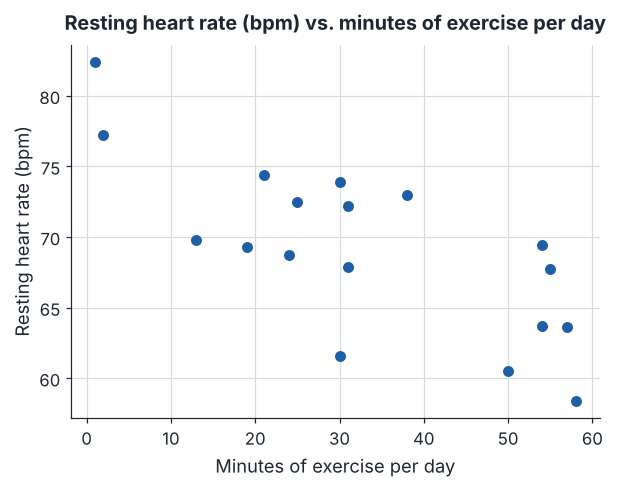 Resting heart rate (bpm) vs. minutes of exercise per day
Resting heart rate (bpm)
80
75
70
65
60
0 10 20 30 40 50 60
Minutes of exercise per day